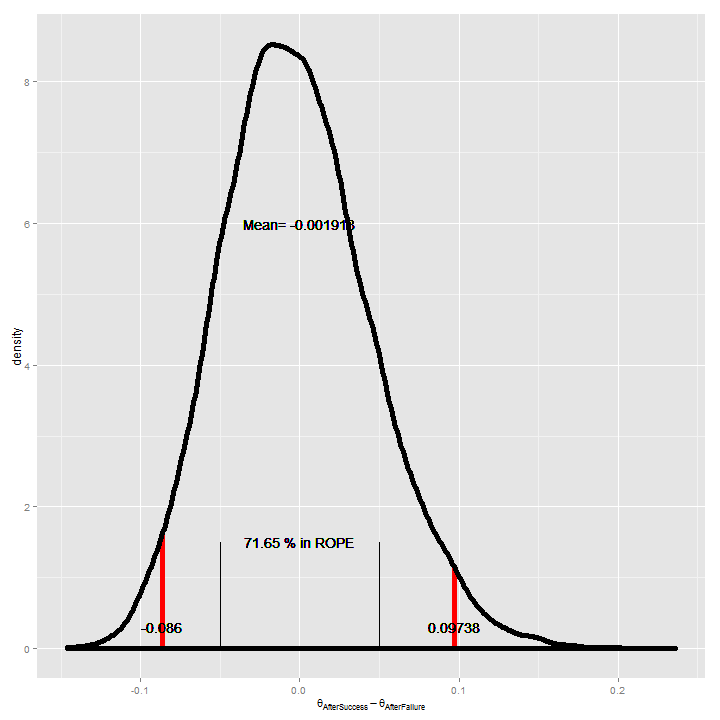 8
6
4
2
0
density
Mean= -0.001918
71.65 % in ROPE
-0.086
0.09738
-0.1
0.0
0.1
0.2
θAfterSuccess − θAfterFailure